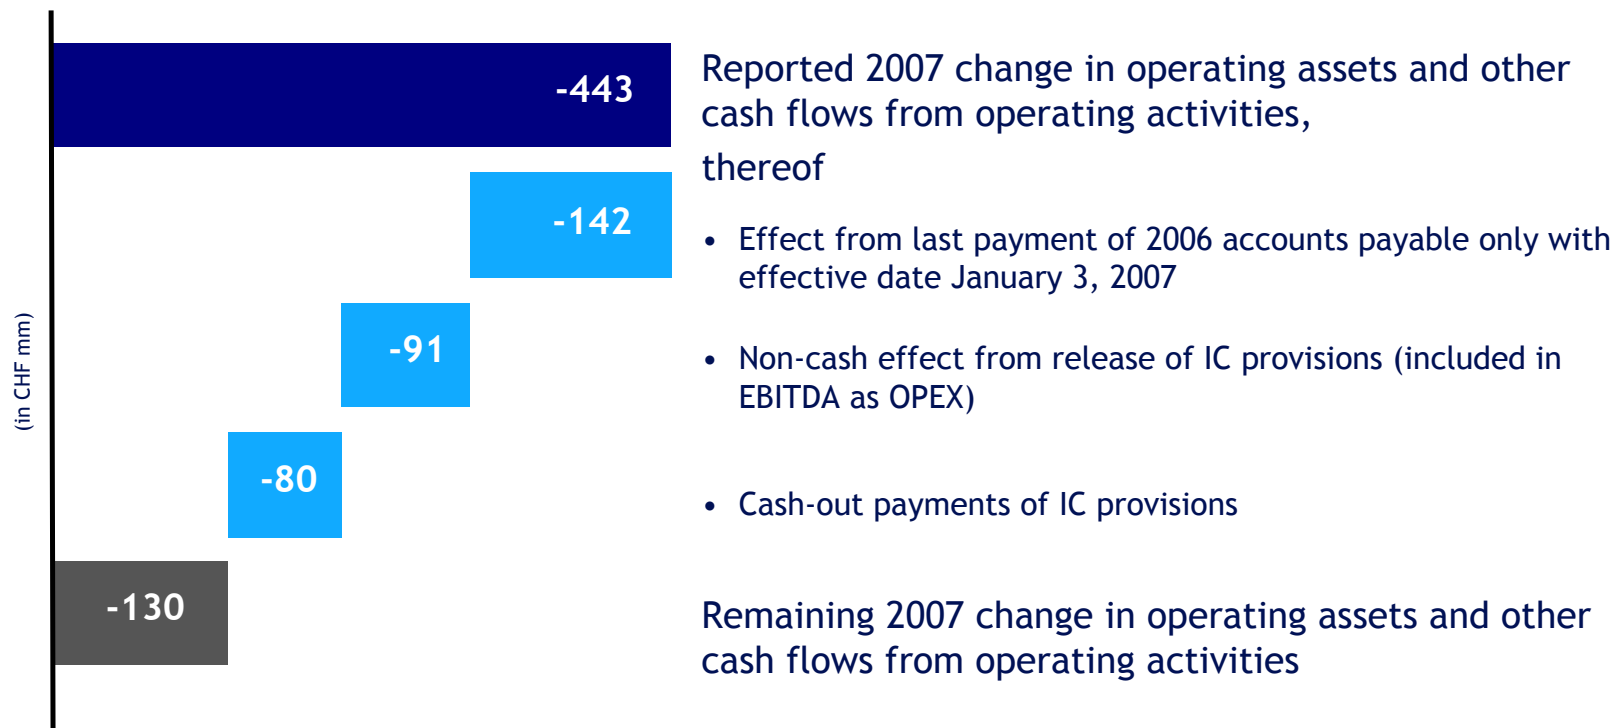 -443
Reported 2007 change in operating assets and other
cash flows from operating activities,
thereof
-142
• Effect from last payment of 2006 accounts payable only with
effective date January 3, 2007
(in CHF mm)
-91
• Non-cash effect from release of IC provisions (included in
EBITDA as OPEX)
-80
• Cash-out payments of IC provisions
-130
Remaining 2007 change in operating assets and other
cash flows from operating activities